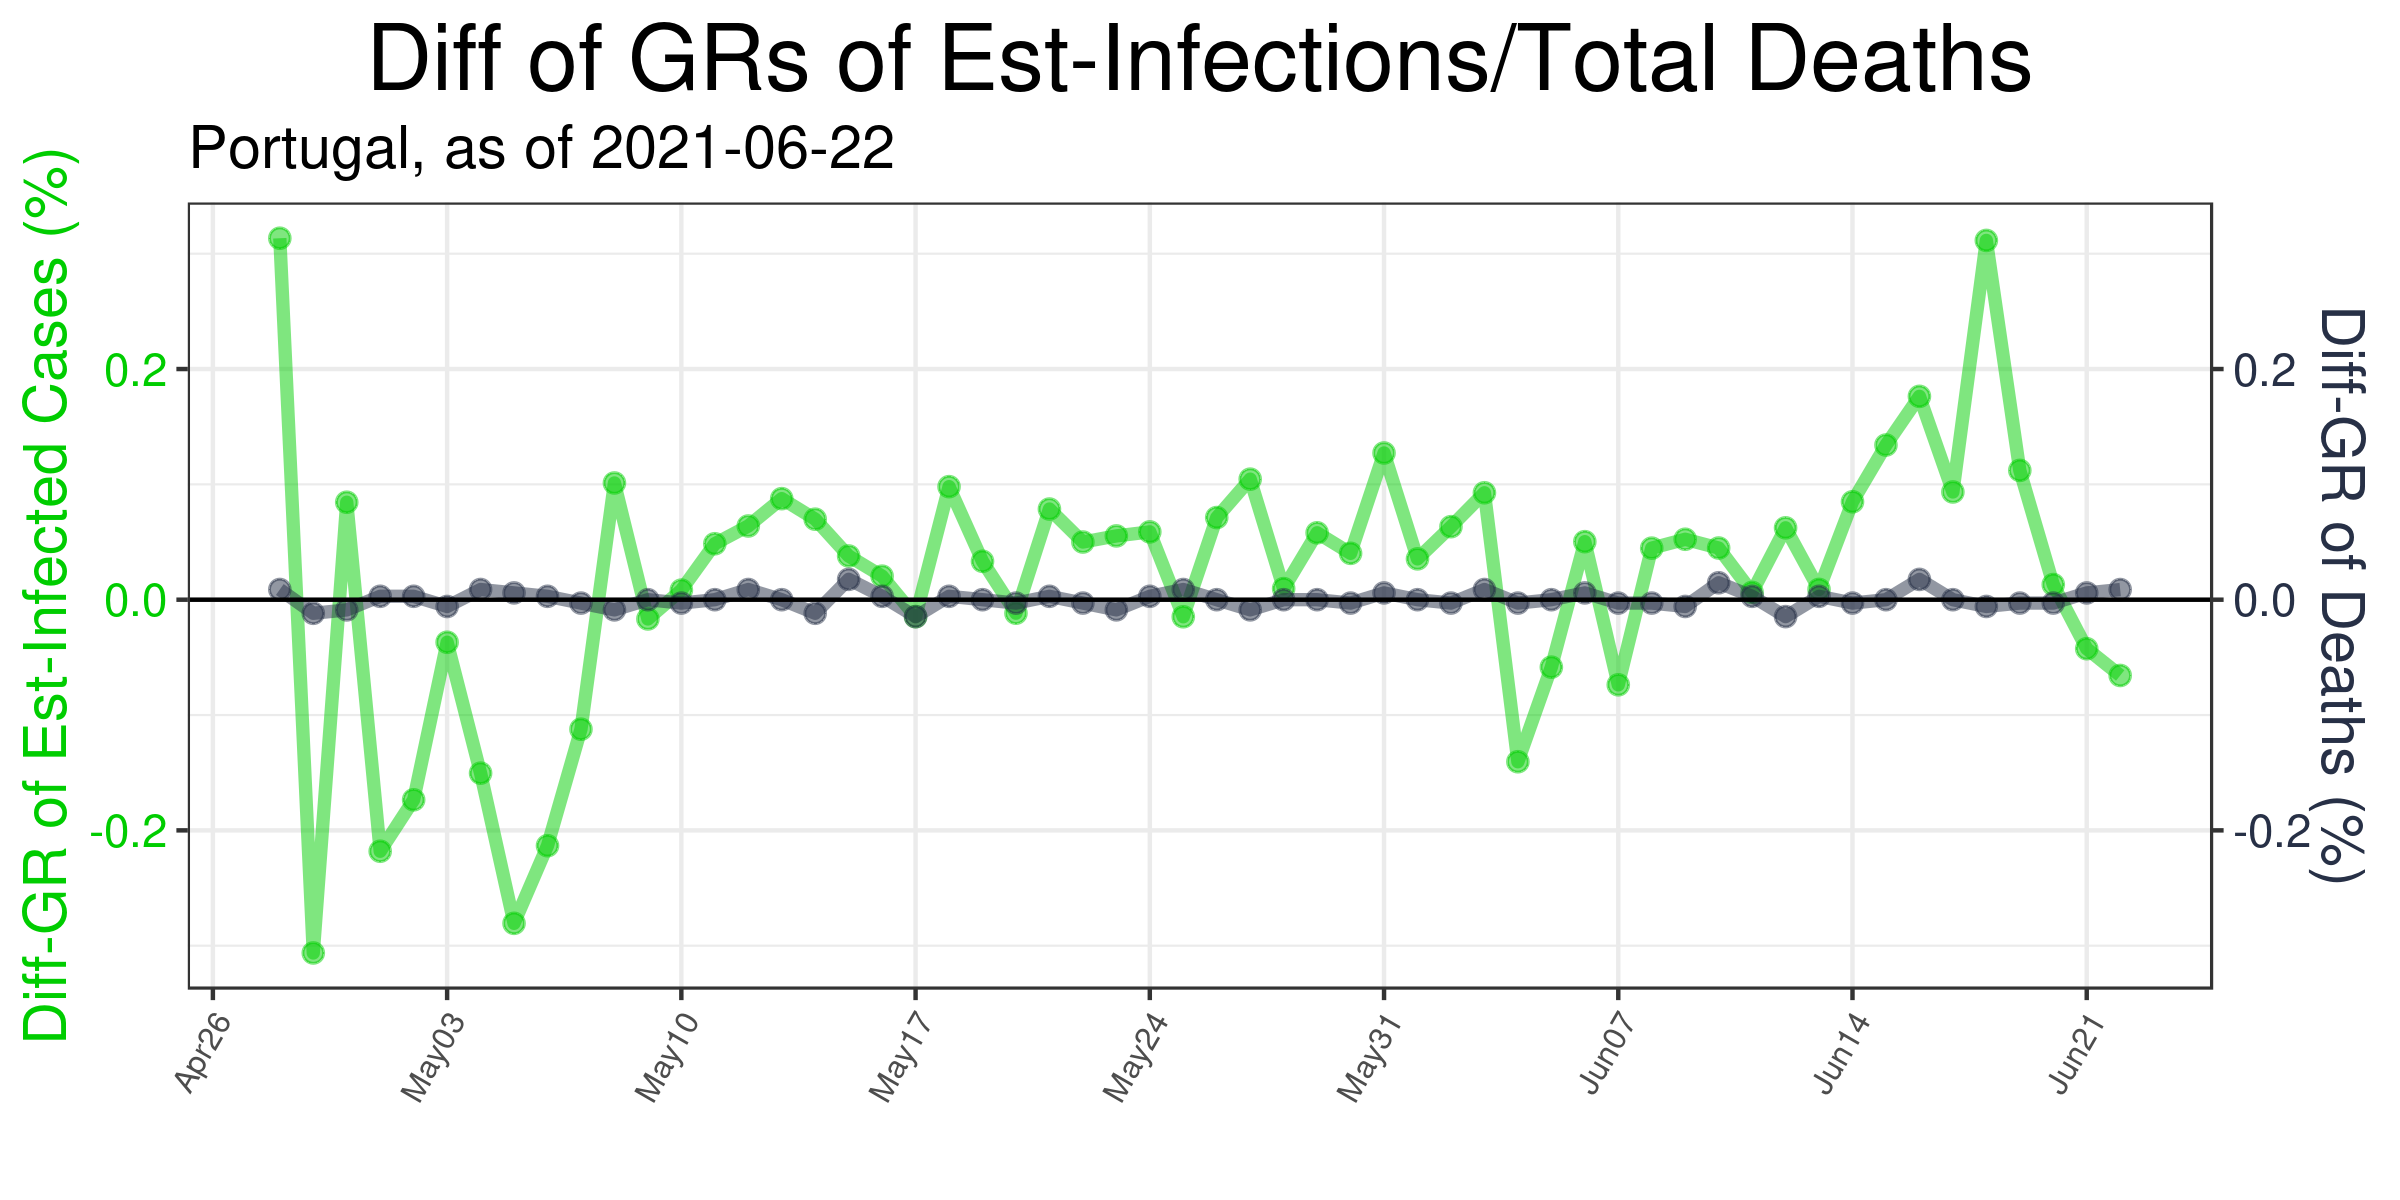 Diff of GRs of Est-Infections/Total Deaths
Portugal, as of 2021-06-22
Diff-GR of Est-Infected Cases (%)
0.2
0.0
-0.2
0.2
0.0
-0.2
Diff-GR of Deaths (%)
Apr26
May03
May10
May17
May24
May31
Jun07
Jun14
Jun21